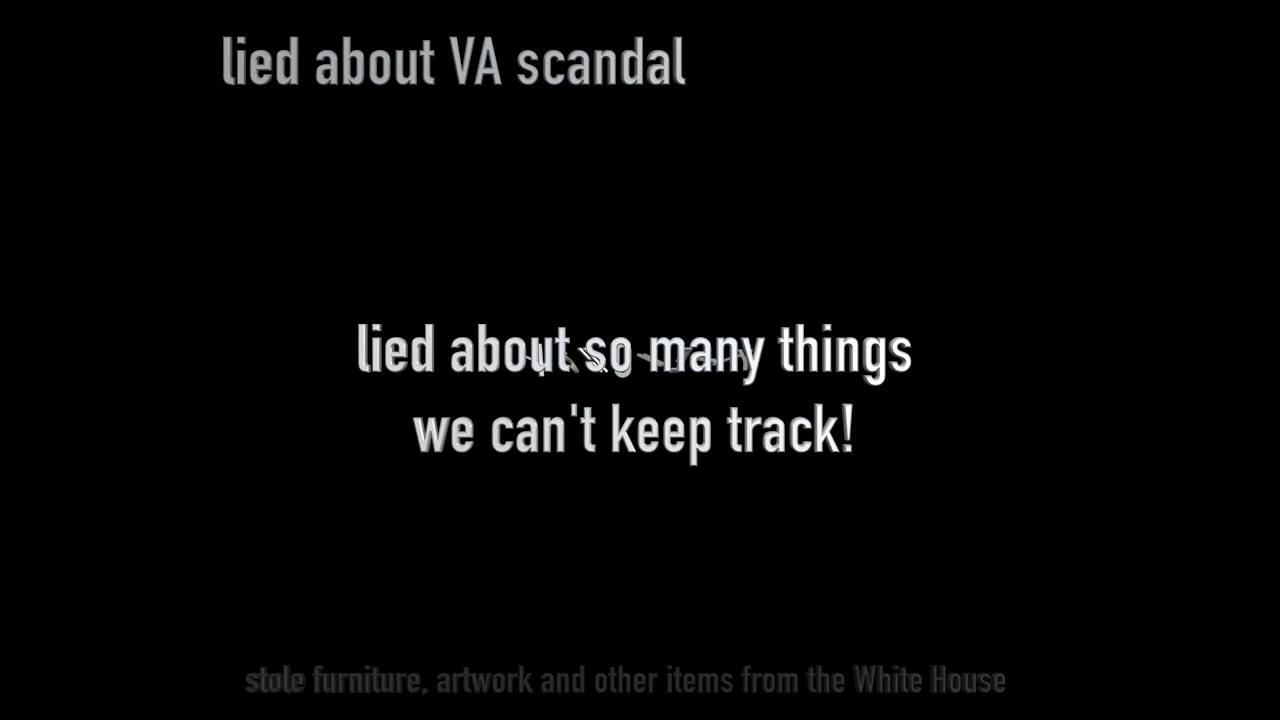 lied about VA scandal
lied about so many things
we can't keep track!
stole furniture, artwork and other items from the White House